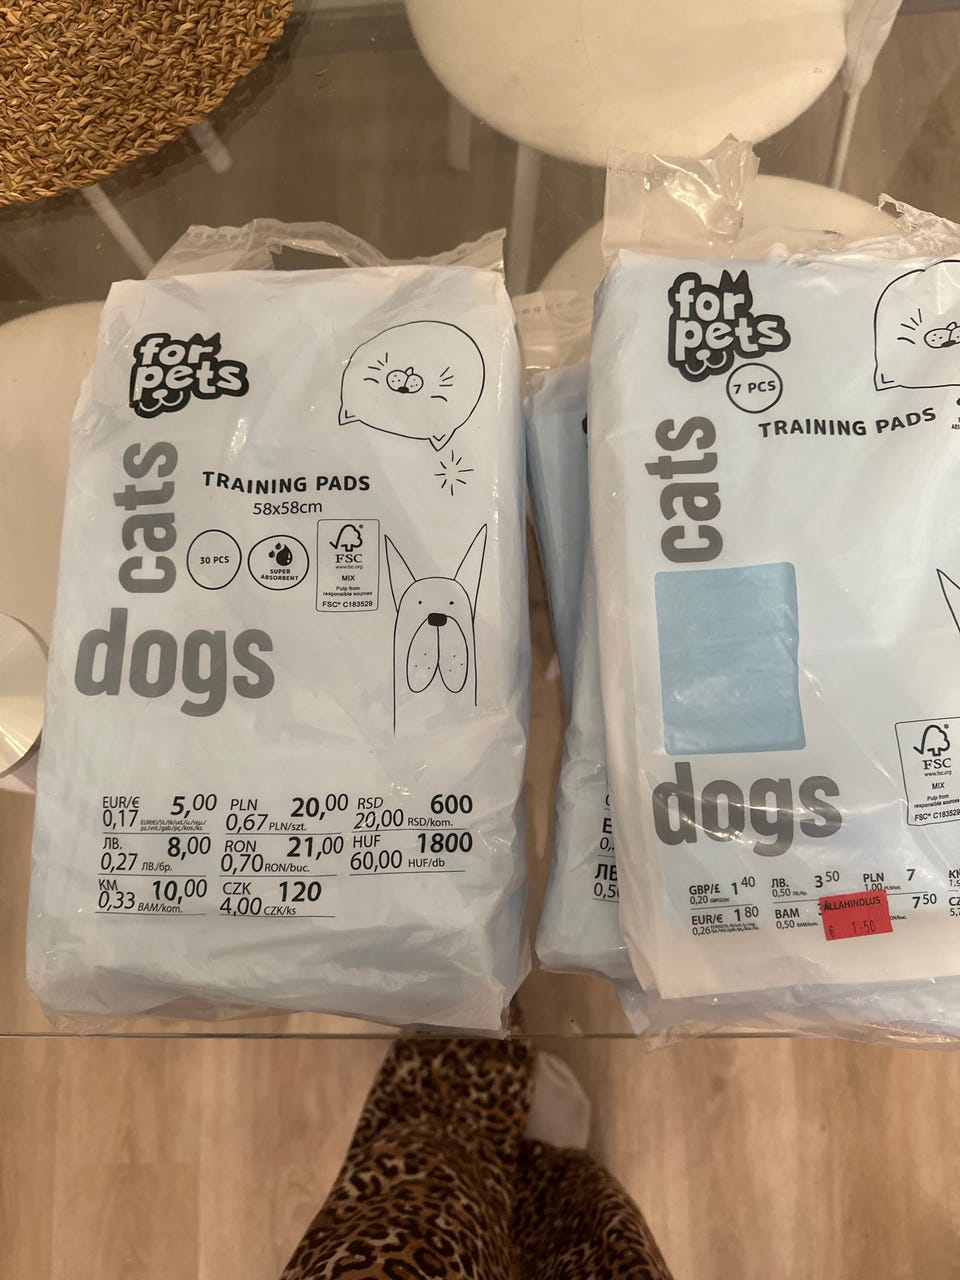 for
pets
cats
dogs
TRAINING PADS
58x58cm
30 PCS
SUPER
ABSORBENT
FSC
www.fsc.org
MIX
Pulp from
responsible sources
FSC® C183529
EUR/€ 5,00
0,17
PLN 20,00
0,67 PLN/szt.
RSD 600
20,00 RSD/kom.
ЛВ. 8,00
0,27 ЛВ./бр.
RON 21,00
0,70 RON/buc.
HUF 1800
60,00 HUF/db
KM 10,00
0,33 BAM/kom.
CZK 120
4,00 CZK/ks
for
pets
7 PCS
TRAINING PADS
cats
dogs
FSC
www.fsc.org
MIX
Pulp from
responsible sources
FSC® C183529
GBP/£ 1 40
0,20
ЛВ. 3 50
0,50
PLN 7
1,00
EUR/€ 1 80
0,26
BAM
0,50
7 50
ALLAHINDLUS
€ 1-50